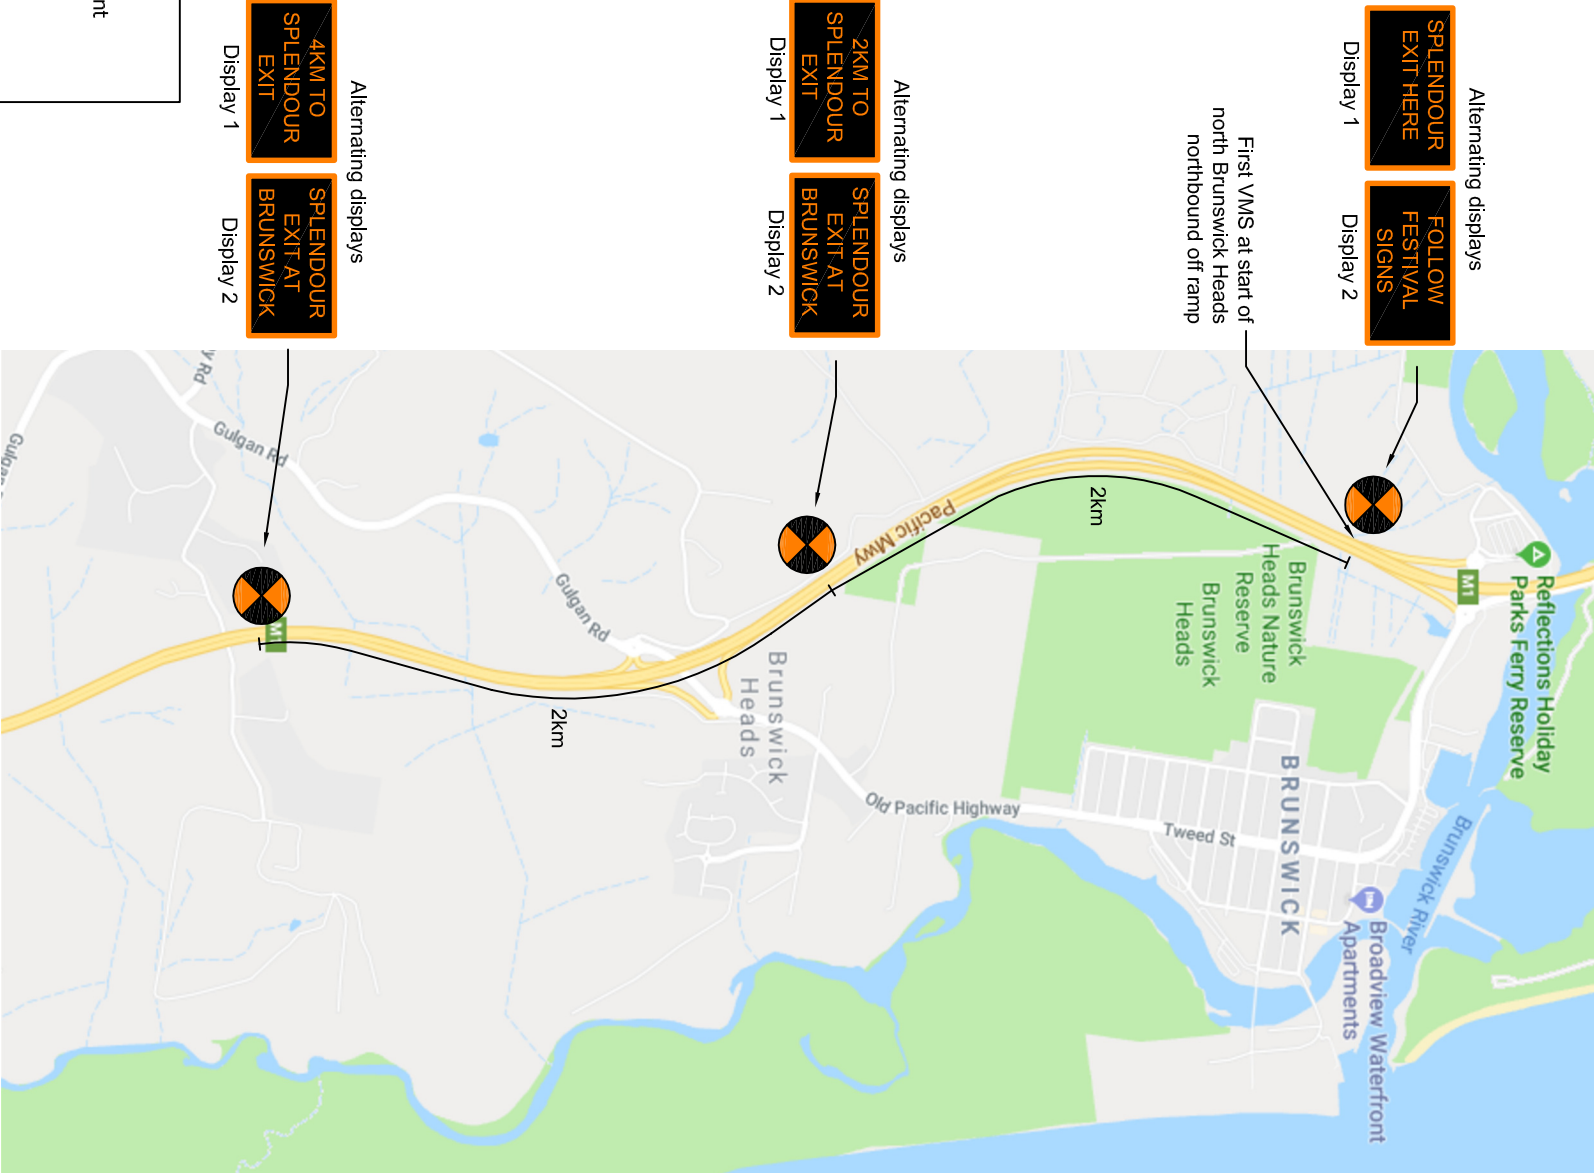 Alternating displays
SPLENDOUR
EXIT HERE
Display 1
FOLLOW
FESTIVAL
SIGNS
Display 2
First VMS at start of
north Brunswick Heads
northbound off ramp
Alternating displays
2KM TO
SPLENDOUR
EXIT
Display 1
SPLENDOUR
EXIT AT
BRUNSWICK
Display 2
Alternating displays
4KM TO
SPLENDOUR
EXIT
Display 1
SPLENDOUR
EXIT AT
BRUNSWICK
Display 2
nt
Reflections Holiday
Parks Ferry Reserve
M1
2km
Pacific Mwy
Brunswick
Heads Nature
Reserve
Brunswick
Heads
BRUNSWICK
Brunswick River
Broadview Waterfront
Apartments
Tweed St
Old Pacific Highway
Brunswick
Heads
2km
Gulgan Rd
Gulgan Rd
y Rd
Gulgan
M1